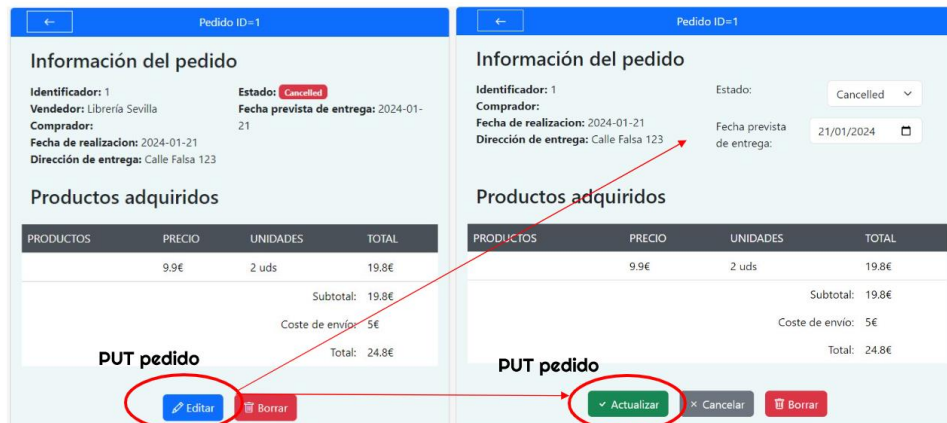 ← Pedido ID=1
Información del pedido
Identificador: 1
Vendedor: Librería Sevilla
Comprador:
Fecha de realizacion: 2024-01-21
Dirección de entrega: Calle Falsa 123
Estado: Cancelled
Fecha prevista de entrega: 2024-01-
21
Productos adquiridos
PRODUCTOS PRECIO UNIDADES TOTAL
9.9€ 2 uds 19.8€
Subtotal: 19.8€
Coste de envío: 5€
Total: 24.8€
PUT pedido
Editar Borrar
← Pedido ID=1
Información del pedido
Identificador: 1
Comprador:
Fecha de realizacion: 2024-01-21
Dirección de entrega: Calle Falsa 123
Estado: Cancelled
Fecha prevista
de entrega:
21/01/2024
Productos adquiridos
PRODUCTOS PRECIO UNIDADES TOTAL
9.9€ 2 uds 19.8€
Subtotal: 19.8€
Coste de envío: 5€
Total: 24.8€
PUT pedido
Actualizar × Cancelar Borrar